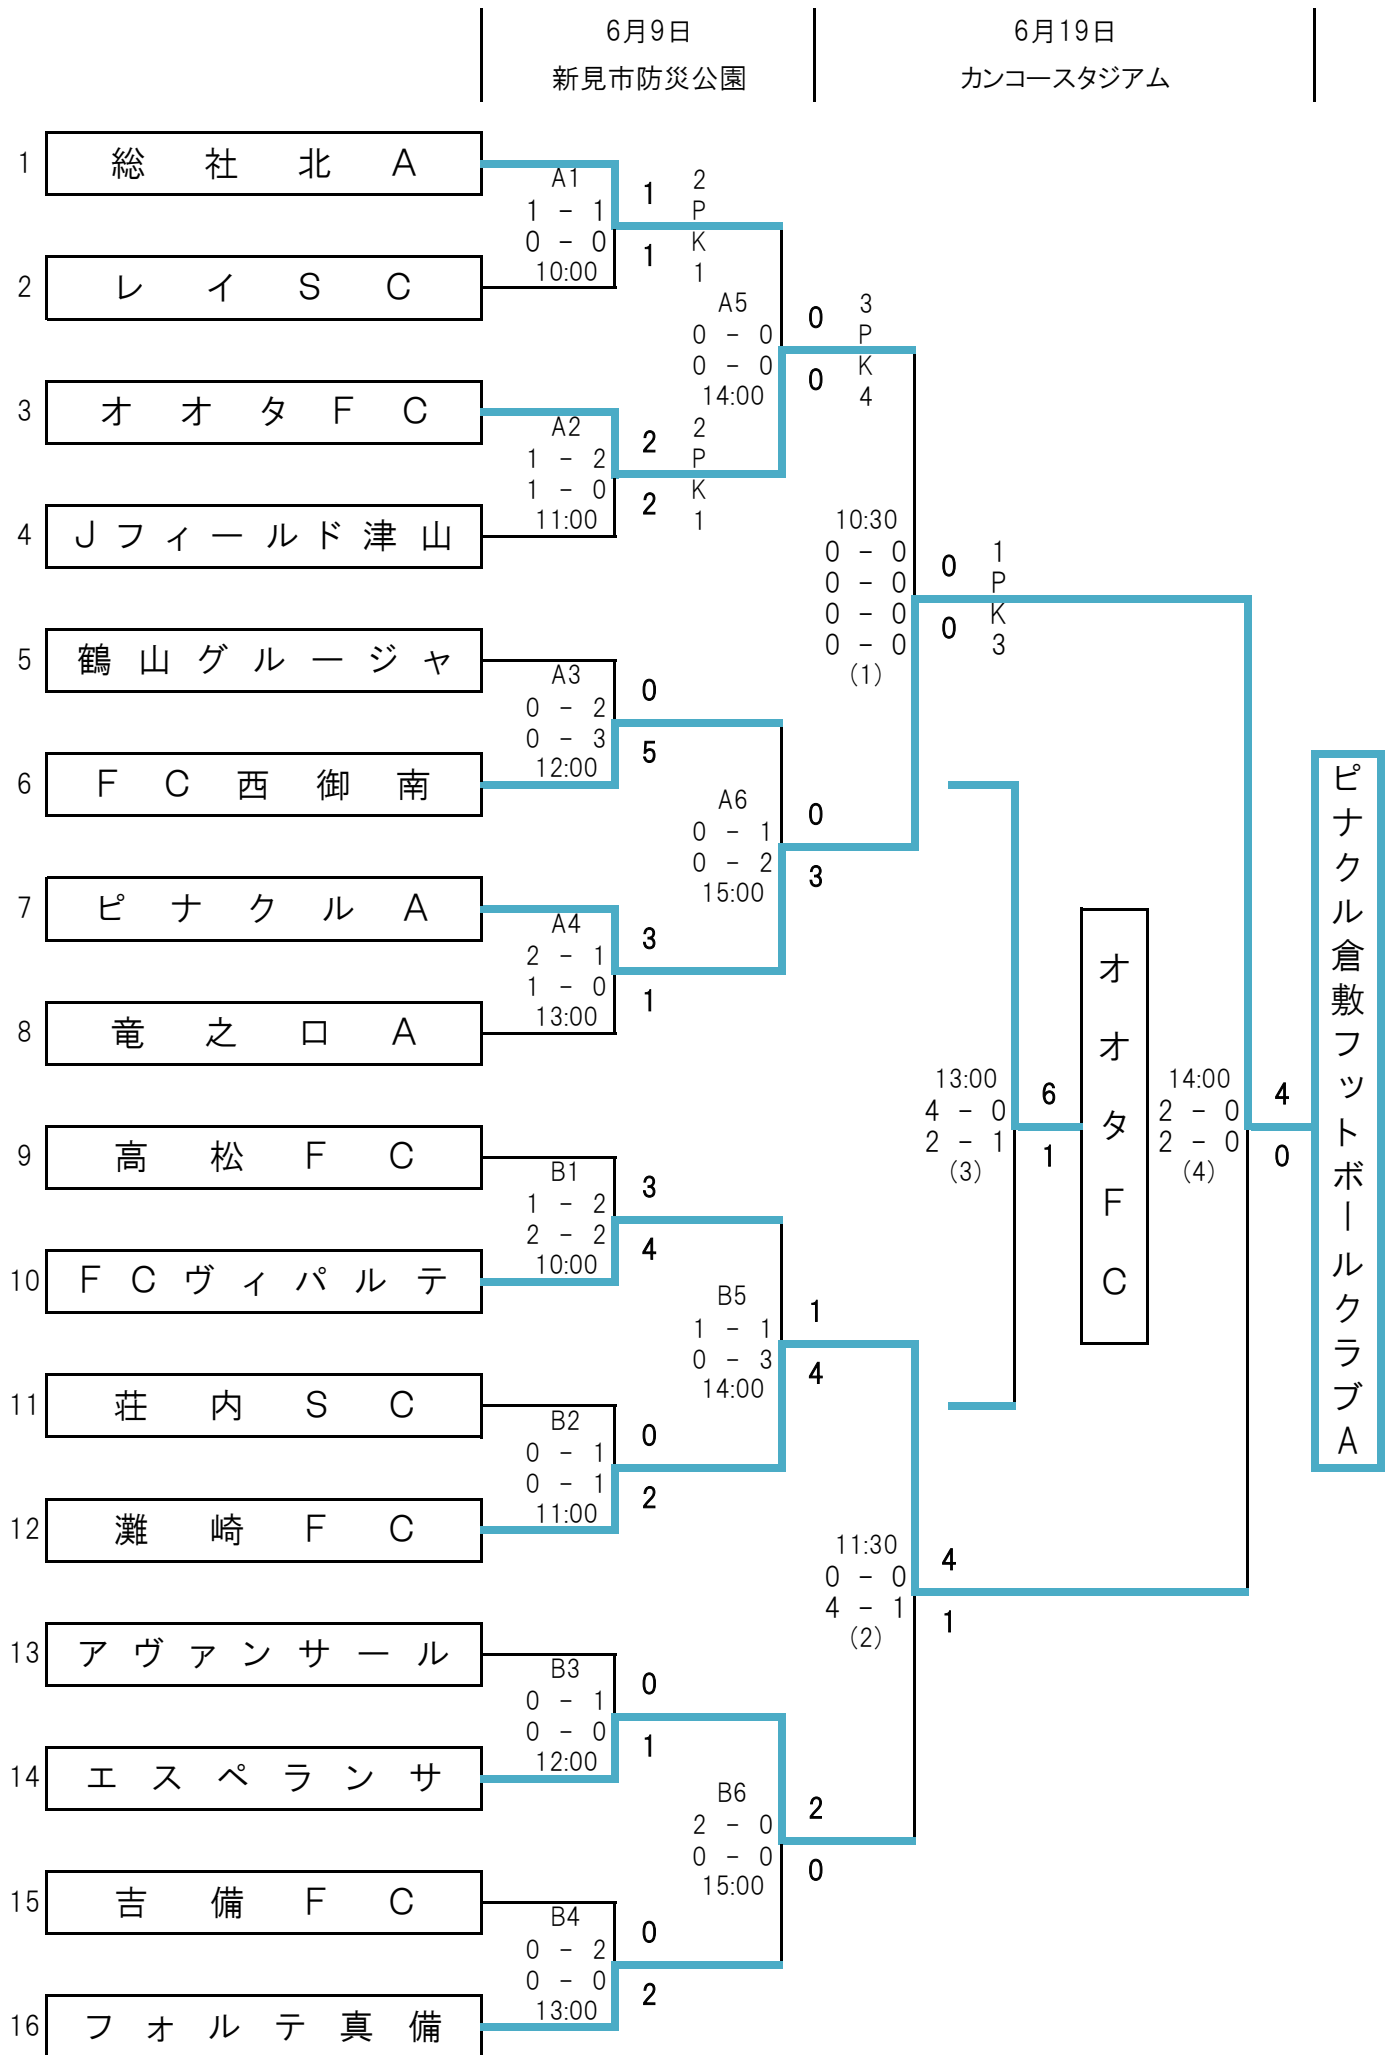 6月9日
新見市防災公園
6月19日
カンコースタジアム
1 総社北A
A1
1 - 1
0 - 0
10:00
1
1
2PK1
2 レイSC
A5
0 - 0
0 - 0
14:00
0
0
3PK4
3 オオタFC
A2
1 - 2
1 - 0
11:00
2
2
2PK1
4 Jフィールド津山
10:30
0 - 0
0 - 0
0 - 0
0 - 0
(1)
0
0
1PK3
5 鶴山グルージャ
A3
0 - 2
0 - 3
12:00
0
5
6 FC西御南
A6
0 - 1
0 - 2
15:00
0
3
7 ピナクルA
A4
2 - 1
1 - 0
13:00
3
1
8 竜之口A
13:00
4 - 0
2 - 1
(3)
6
1
オオタFC
14:00
2 - 0
2 - 0
(4)
4
0
ピナクル倉敷フットボールクラブA
9 高松FC
B1
1 - 2
2 - 2
10:00
3
4
10 FCヴィパルテ
B5
1 - 1
0 - 3
14:00
1
4
11 荘内SC
B2
0 - 1
0 - 1
11:00
0
2
12 灘崎FC
11:30
0 - 0
4 - 1
(2)
4
1
13 アヴァンサール
B3
0 - 1
0 - 0
12:00
0
1
14 エスペランサ
B6
2 - 0
0 - 0
15:00
2
0
15 吉備FC
B4
0 - 2
0 - 0
13:00
0
2
16 フォルテ真備